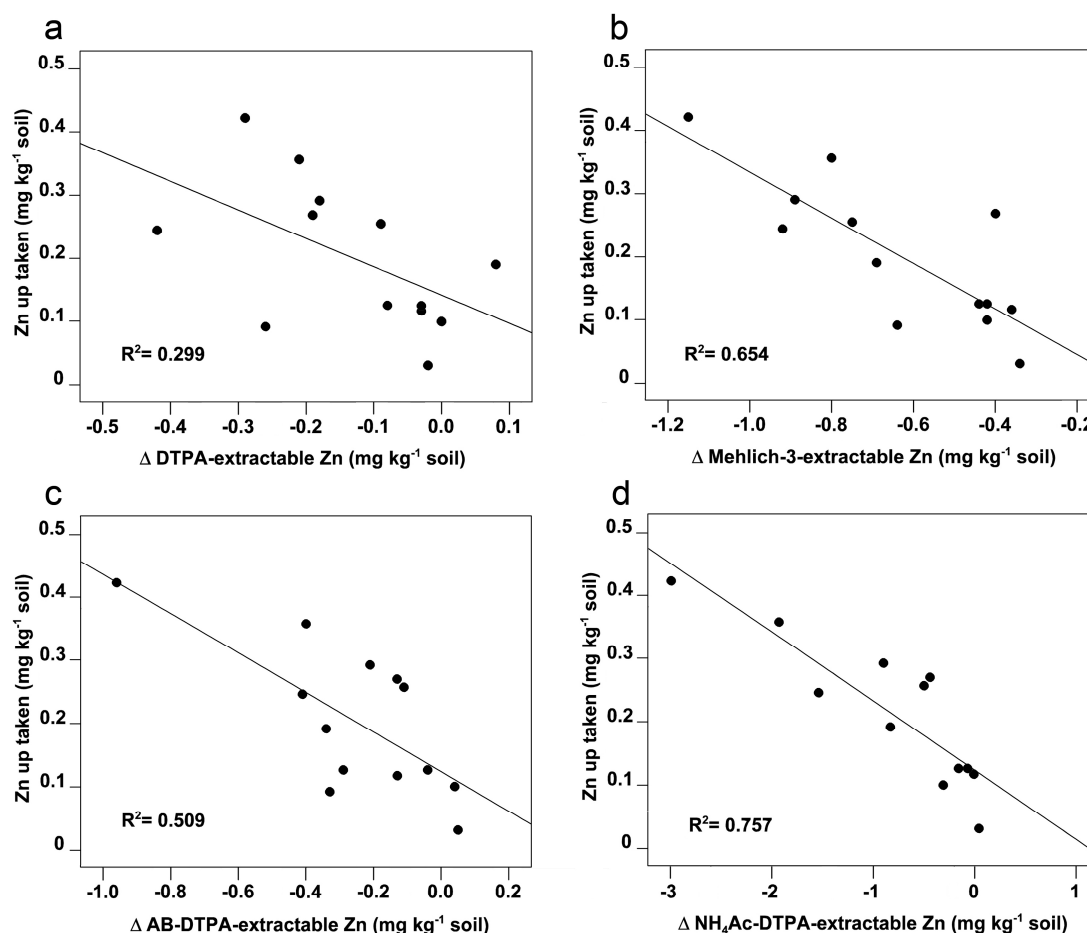 a
Zn up taken (mg kg⁻¹ soil)
0.5
0.4
0.3
0.2
0.1
0
R²= 0.299
-0.5 -0.4 -0.3 -0.2 -0.1 0.0 0.1
Δ DTPA-extractable Zn (mg kg⁻¹ soil)
b
Zn up taken (mg kg⁻¹ soil)
0.5
0.4
0.3
0.2
0.1
0
R²= 0.654
-1.2 -1.0 -0.8 -0.6 -0.4 -0.2
Δ Mehlich-3-extractable Zn (mg kg⁻¹ soil)
c
Zn up taken (mg kg⁻¹ soil)
0.5
0.4
0.3
0.2
0.1
0
R²= 0.509
-1.0 -0.8 -0.6 -0.4 -0.2 0.0 0.2
Δ AB-DTPA-extractable Zn (mg kg⁻¹ soil)
d
Zn up taken (mg kg⁻¹ soil)
0.5
0.4
0.3
0.2
0.1
0
R²= 0.757
-3 -2 -1 0 1
Δ NH₄Ac-DTPA-extractable Zn (mg kg⁻¹ soil)